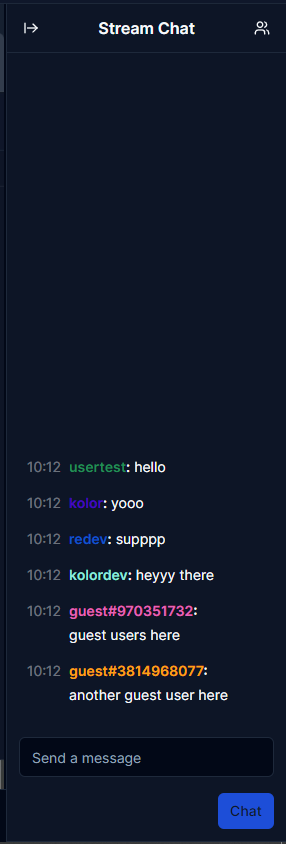 Stream Chat
10:12 usertest: hello
10:12 kolor: yooo
10:12 redev: supppp
10:12 kolordev: heyyy there
10:12 guest#970351732:
guest users here
10:12 guest#3814968077:
another guest user here
Send a message
Chat